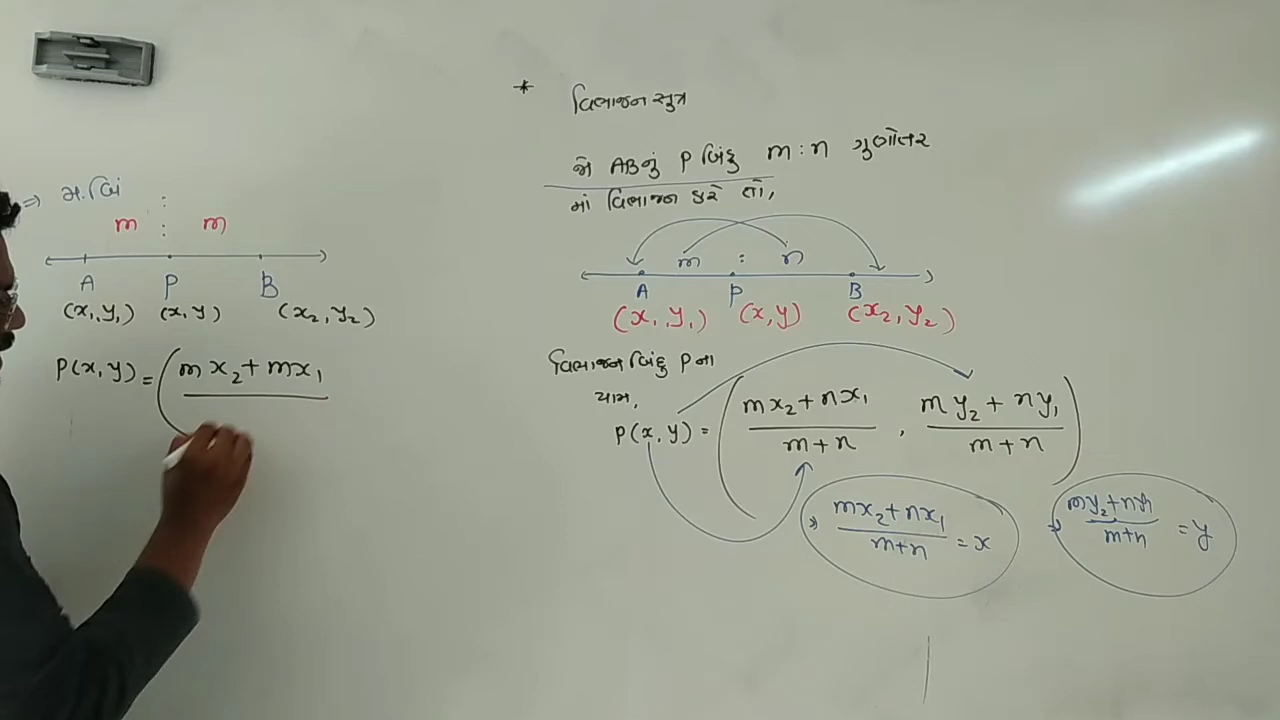 ⇒ મ.બિં
m : m
A P B
(x₁, y₁) (x, y) (x₂, y₂)
P(x, y) = (mx₂ + mx₁
* વિભાજન સુત્ર
જો ABનું P બિંદુ m : n ગુણોતર
માં વિભાજન કરે તો,
m : n
A P B
(x₁, y₁) (x, y) (x₂, y₂)
વિભાજન બિંદુ P ના
યામ,
P(x, y) = ( mx₂ + nx₁ / m + n , my₂ + ny₁ / m + n )
⇒ mx₂ + nx₁ / m + n = x ⇒ my₂ + ny₁ / m + n = y